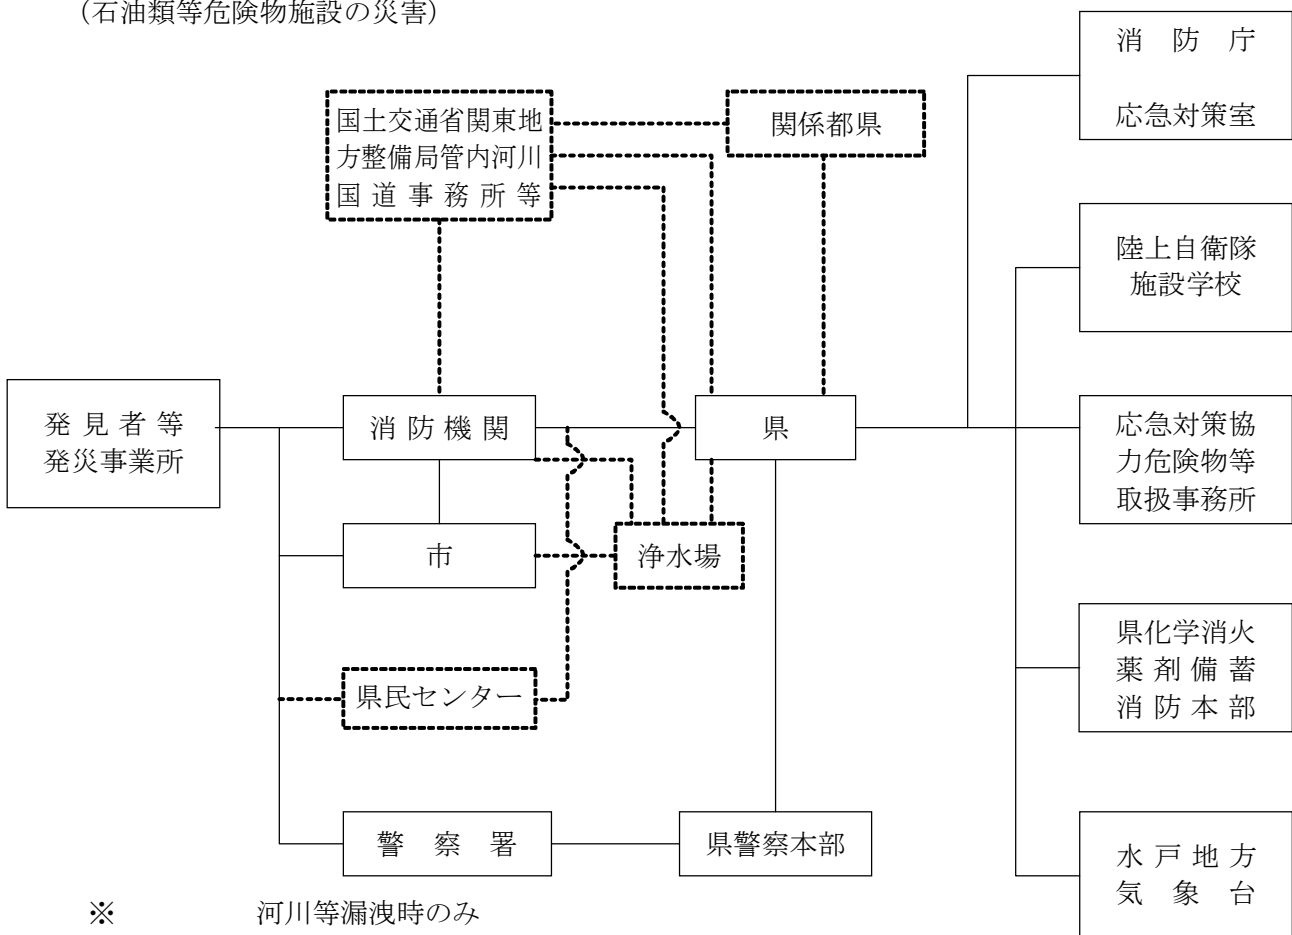 （石油類等危険物施設の災害）
消防庁
応急対策室
国土交通省関東地
方整備局管内河川
国道事務所等
関係都県
陸上自衛隊
施設学校
発見者等
発災事業所
消防機関
県
応急対策協
力危険物等
取扱事務所
市
浄水場
県民センター
県化学消火
薬剤備蓄
消防本部
警察署
県警察本部
水戸地方
気象台
※　河川等漏洩時のみ